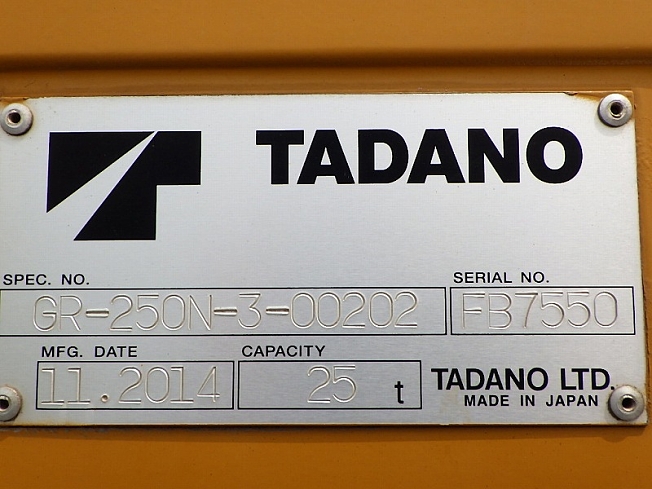 TADANO
SPEC. NO.
GR-250N-3-00202
SERIAL NO.
FB7550
MFG. DATE
11.2014
CAPACITY
25 t
TADANO LTD.
MADE IN JAPAN